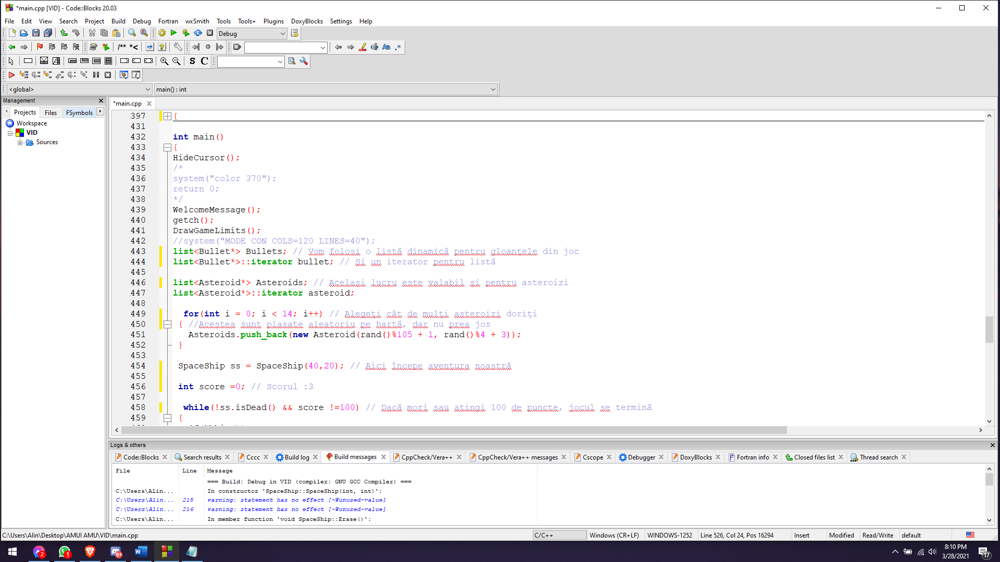 *main.cpp [VID] - Code::Blocks 20.03
File Edit View Search Project Build Debug Fortran wxSmith Tools Tools+ Plugins DoxyBlocks Settings Help
Debug
/** *<
Aa .*
S C
<global> main() : int
Management
*main.cpp
Projects Files FSymbols
Workspace
VID
Sources
397 {
431
432 int main()
433 {
434 HideCursor();
435 /*
436 system("color 370");
437 return 0;
438 */
439 WelcomeMessage();
440 getch();
441 DrawGameLimits();
442 //system("MODE CON COLS=120 LINES=40");
443 list<Bullet*> Bullets; // Vom folosi o listă dinamică pentru gloanțele din joc
444 list<Bullet*>::iterator bullet; // Și un iterator pentru listă
445
446 list<Asteroid*> Asteroids; // Același lucru este valabil și pentru asteroizi
447 list<Asteroid*>::iterator asteroid;
448
449 for(int i = 0; i < 14; i++) // Alegeți cât de mulți asteroizi doriți
450 { //Acestea sunt plasate aleatoriu pe hartă, dar nu prea jos
451 Asteroids.push_back(new Asteroid(rand()%105 + 1, rand()%4 + 3));
452 }
453
454 SpaceShip ss = SpaceShip(40,20); // Aici începe aventura noastră
455
456 int score =0; // Scorul :3
457
458 while(!ss.isDead() && score !=100) // Dacă mori sau atingi 100 de puncte, jocul se termină
459 {
Logs & others
Code::Blocks Search results Cccc Build log Build messages CppCheck/Vera++ CppCheck/Vera++ messages Cscope Debugger DoxyBlocks Fortran info Closed files list Thread search
File Line Message
=== Build: Debug in VID (compiler: GNU GCC Compiler) ===
C:\Users\Alin... In constructor 'SpaceShip::SpaceShip(int, int)':
C:\Users\Alin... 215 warning: statement has no effect [-Wunused-value]
C:\Users\Alin... 216 warning: statement has no effect [-Wunused-value]
C:\Users\Alin... In member function 'void SpaceShip::Erase()':
C:\Users\Alin\Desktop\AMUI AMU\VID\main.cpp C/C++ Windows (CR+LF) WINDOWS-1252 Line 526, Col 24, Pos 16294 Insert Modified Read/Write default
2 1 9+ W 8:10 PM
3/28/2021 17